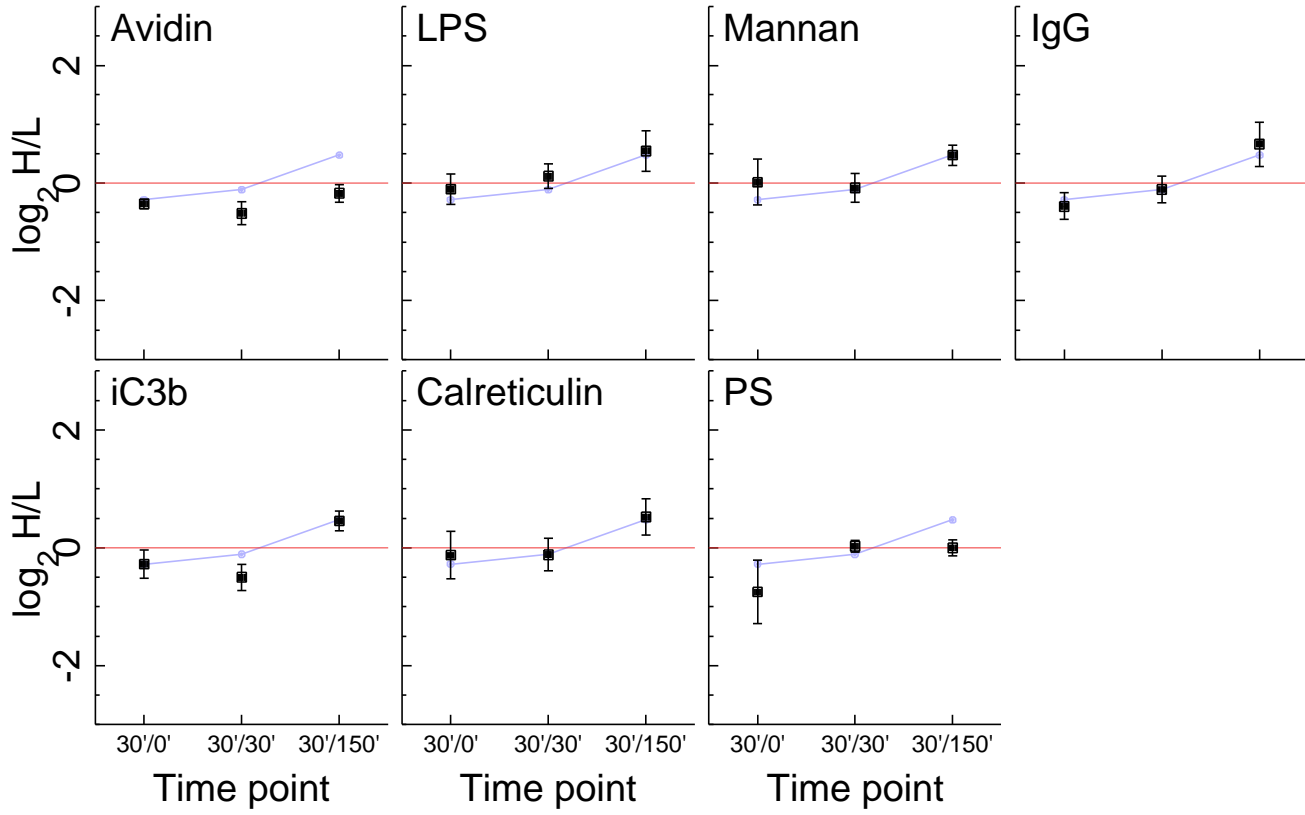 Avidin
LPS
Mannan
IgG
log2 H/L
2
0
-2
iC3b
Calreticulin
PS
log2 H/L
2
0
-2
30'/0' 30'/30' 30'/150'
30'/0' 30'/30' 30'/150'
30'/0' 30'/30' 30'/150'
Time point
Time point
Time point